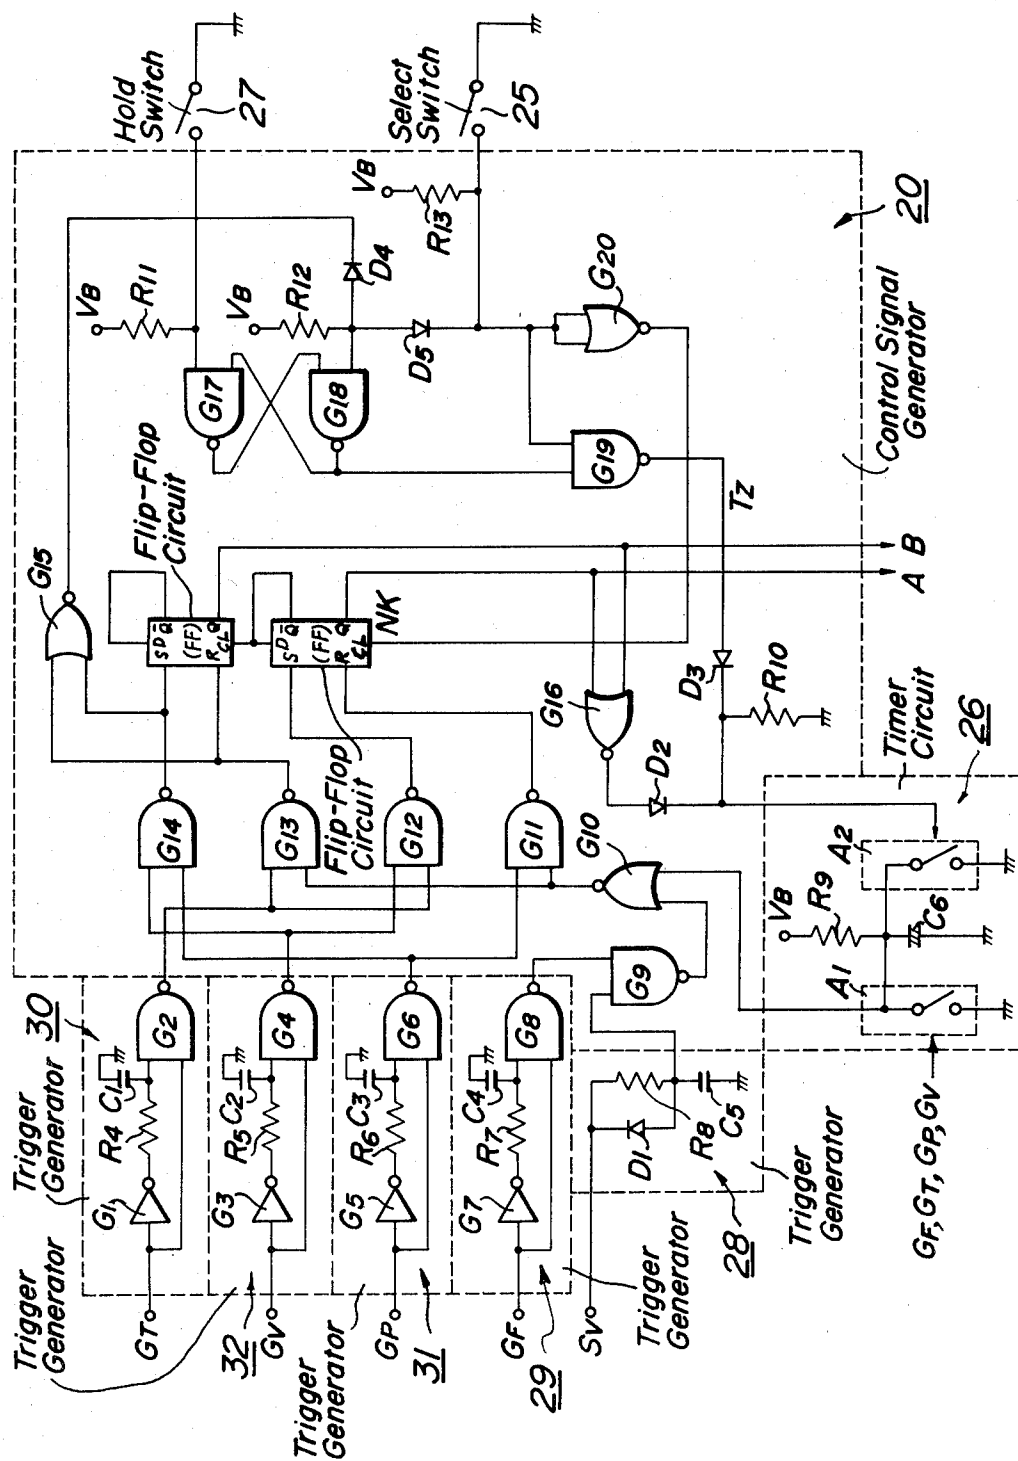 Hold
Switch
27
Select
Switch
25
VB
R11
VB
R12
D4
VB
R13
D5
G17
G18
G20
G19
20
Control Signal
Generator
G15
Flip-Flop
Circuit
S D Q̄
(FF)
R CL Q
S D Q̄
(FF)
R CL Q
NK
Flip-Flop
Circuit
TZ
A
B
G16
D2
D3
R10
G14
G13
G12
G11
G10
G9
Timer
Circuit
26
VB
R9
C6
A1
A2
GF, GT, GP, GV
Trigger
Generator
30
GT
G1
R4
C1
G2
Trigger
Generator
32
GV
G3
R5
C2
G4
Trigger
Generator
31
GP
G5
R6
C3
G6
Trigger
Generator
29
GF
G7
R7
C4
G8
SV
D1
R8
C5
28
Trigger
Generator